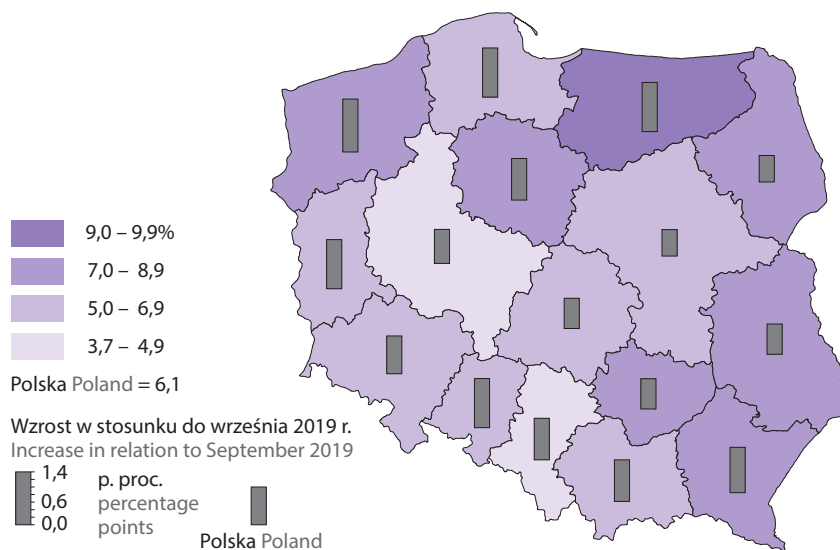 9,0 – 9,9%
7,0 – 8,9
5,0 – 6,9
3,7 – 4,9
Polska Poland = 6,1
Wzrost w stosunku do września 2019 r.
Increase in relation to September 2019
1,4
0,6
0,0
p. proc.
percentage
points
Polska Poland